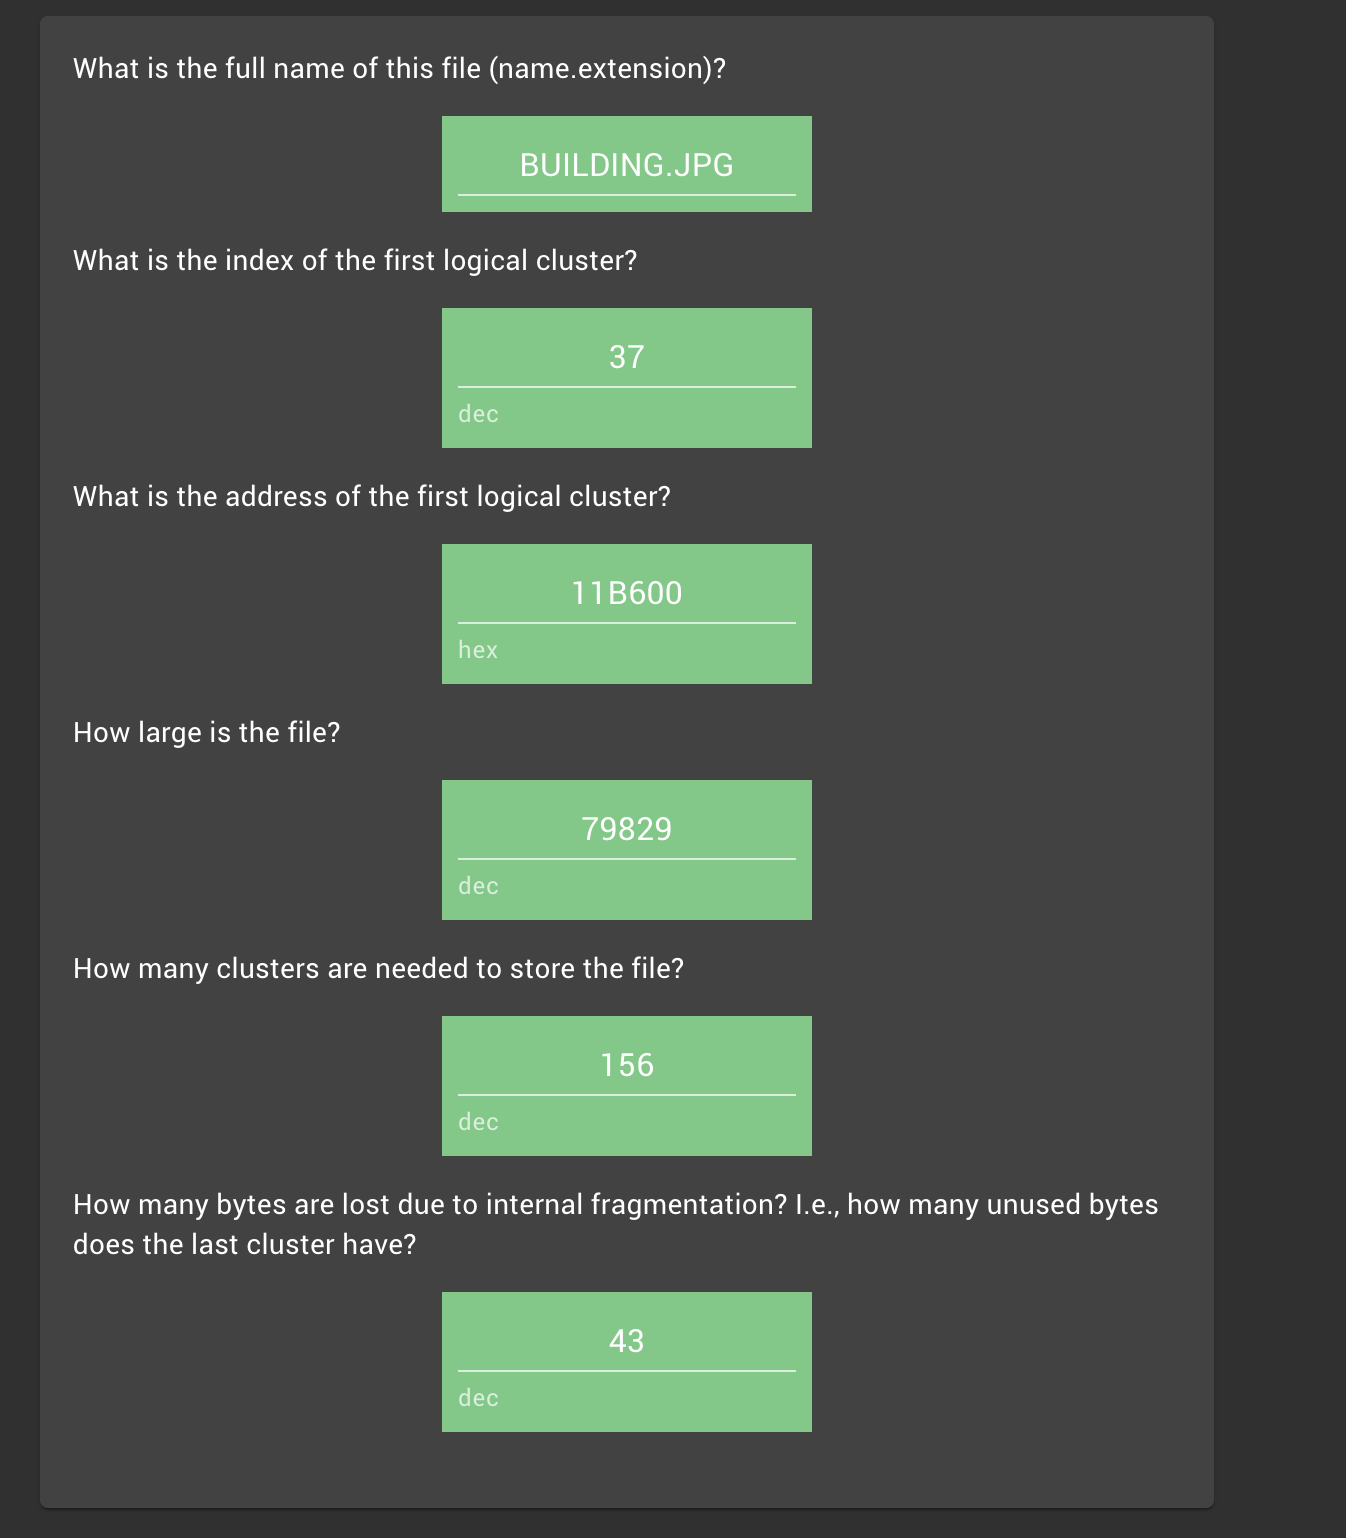 What is the full name of this file (name.extension)?
BUILDING.JPG
What is the index of the first logical cluster?
37
dec
What is the address of the first logical cluster?
11B600
hex
How large is the file?
79829
dec
How many clusters are needed to store the file?
156
dec
How many bytes are lost due to internal fragmentation? I.e., how many unused bytes
does the last cluster have?
43
dec